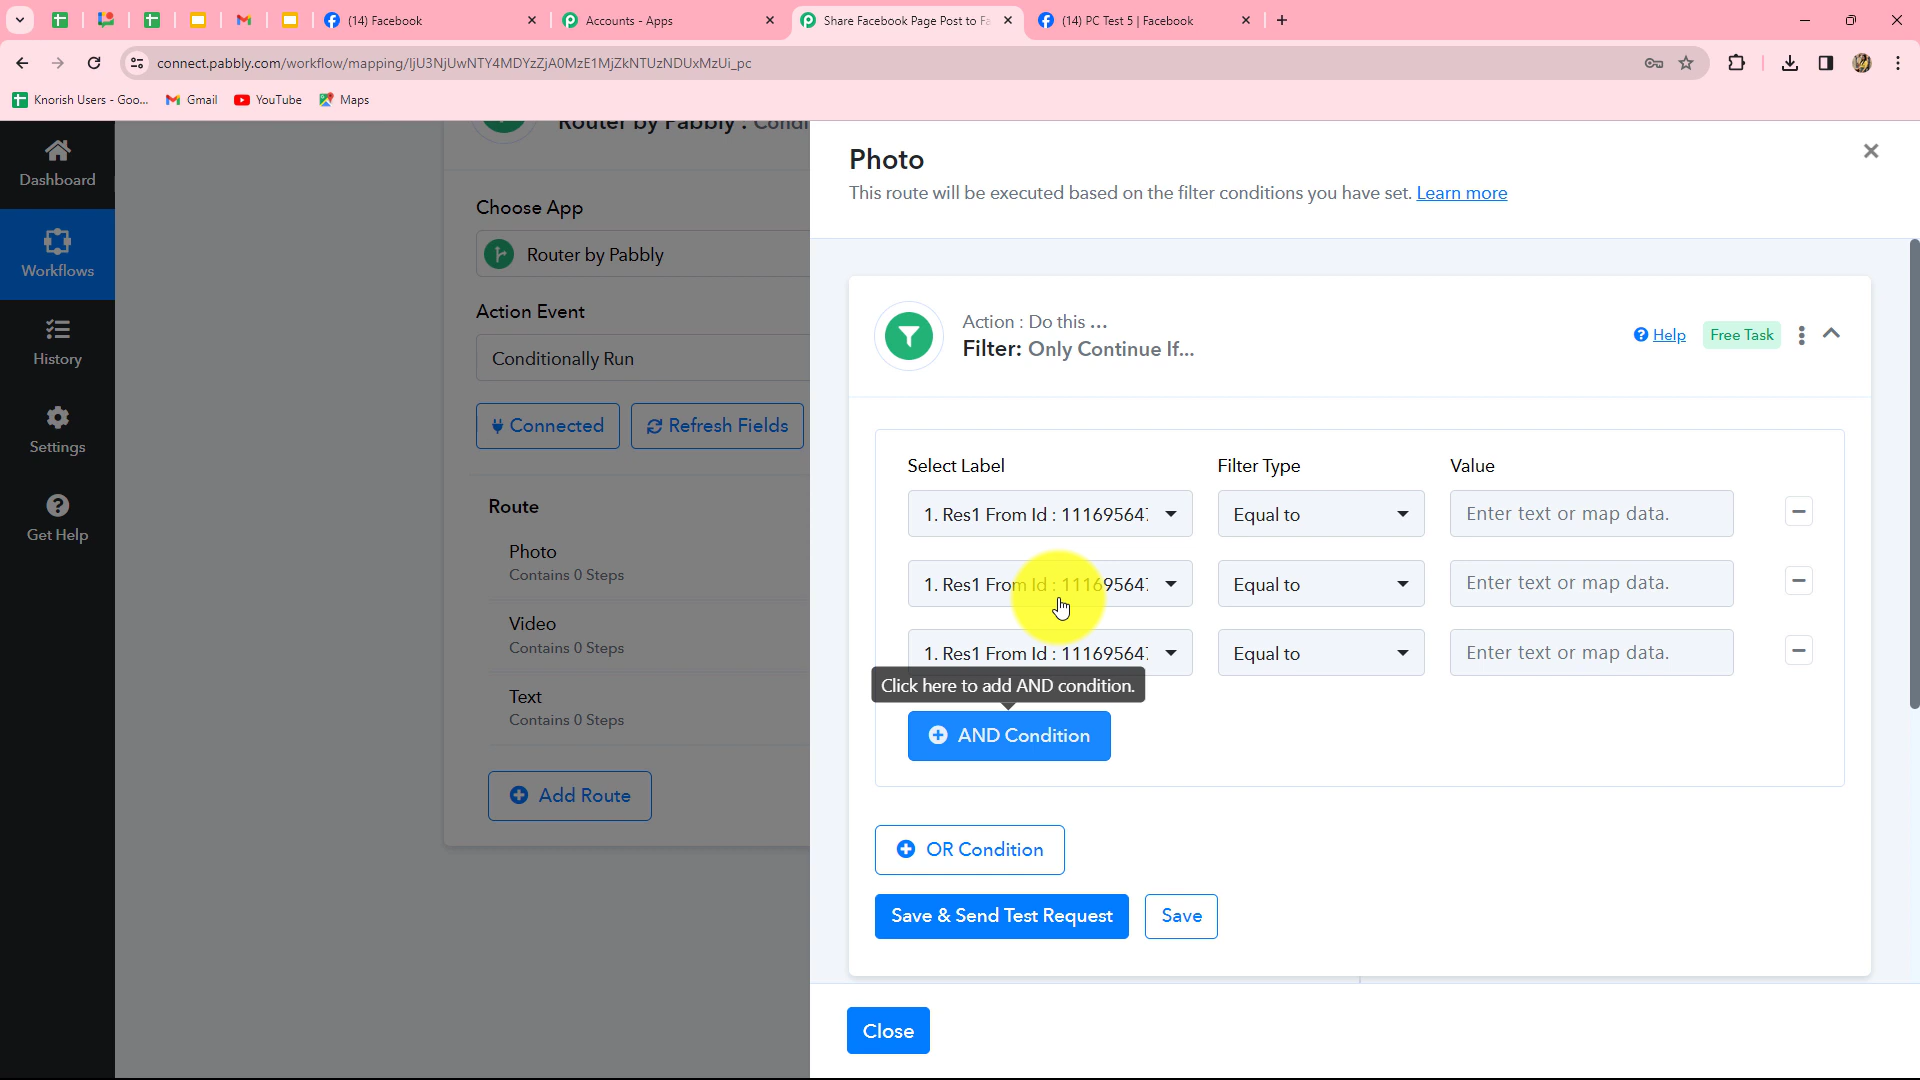 (14) Facebook
Accounts - Apps
Share Facebook Page Post to Fa
(14) PC Test 5 | Facebook
connect.pabbly.com/workflow/mapping/IjU3NjUwNTY4MDYzZjA0MzE1MjZkNTUzNDUxMzUi_pc
Knorish Users - Goo...
Gmail
YouTube
Maps
Dashboard
Workflows
History
Settings
Get Help
Router by Pabbly : Condi
Choose App
Router by Pabbly
Action Event
Conditionally Run
Connected
Refresh Fields
Route
Photo
Contains 0 Steps
Video
Contains 0 Steps
Text
Contains 0 Steps
Add Route
Photo
This route will be executed based on the filter conditions you have set. Learn more
Action : Do this ...
Filter: Only Continue If...
Help
Free Task
Select Label
Filter Type
Value
1. Res1 From Id : 11169564
Equal to
Enter text or map data.
1. Res1 From Id : 11169564
Equal to
Enter text or map data.
1. Res1 From Id : 11169564
Equal to
Enter text or map data.
Click here to add AND condition.
AND Condition
OR Condition
Save & Send Test Request
Save
Close